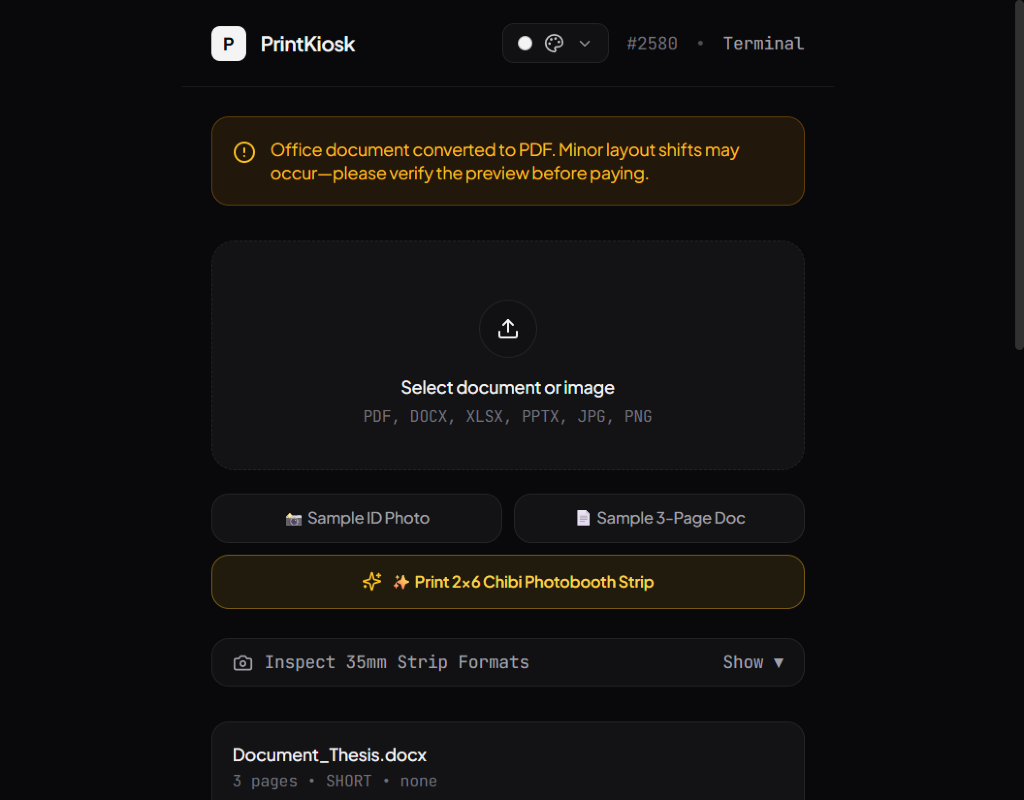 P PrintKiosk #2580 • Terminal
Office document converted to PDF. Minor layout shifts may
occur—please verify the preview before paying.
Select document or image
PDF, DOCX, XLSX, PPTX, JPG, PNG
📸 Sample ID Photo
📄 Sample 3-Page Doc
✨ Print 2×6 Chibi Photobooth Strip
Inspect 35mm Strip Formats Show ▼
Document_Thesis.docx
3 pages • SHORT • none